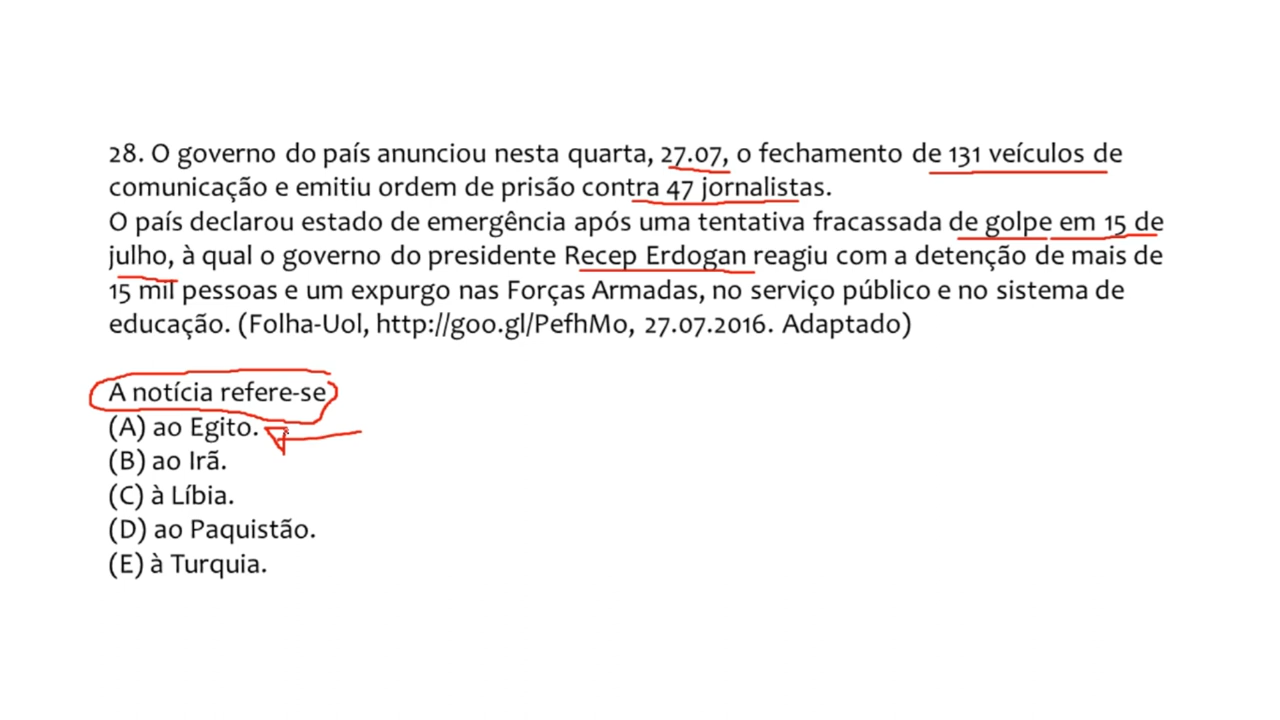 28. O governo do país anunciou nesta quarta, 27.07, o fechamento de 131 veículos de
comunicação e emitiu ordem de prisão contra 47 jornalistas.
O país declarou estado de emergência após uma tentativa fracassada de golpe em 15 de
julho, à qual o governo do presidente Recep Erdogan reagiu com a detenção de mais de
15 mil pessoas e um expurgo nas Forças Armadas, no serviço público e no sistema de
educação. (Folha-Uol, http://goo.gl/PefhMo, 27.07.2016. Adaptado)
A notícia refere-se
(A) ao Egito.
(B) ao Irã.
(C) à Líbia.
(D) ao Paquistão.
(E) à Turquia.